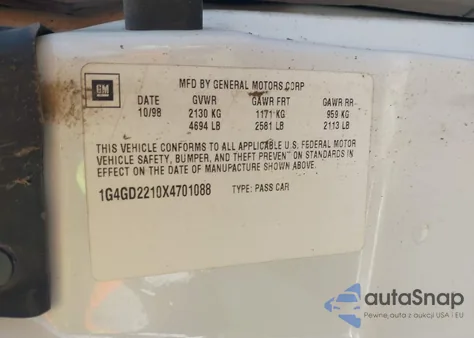 GM
MFD BY GENERAL MOTORS CORP
DATE GVWR GAWR FRT GAWR RR
10/98 2130 KG 1171 KG 959 KG
4694 LB 2581 LB 2113 LB
THIS VEHICLE CONFORMS TO ALL APPLICABLE U.S. FEDERAL MOTOR
VEHICLE SAFETY, BUMPER, AND THEFT PREVENTION STANDARDS IN
EFFECT ON THE DATE OF MANUFACTURE SHOWN ABOVE.
1G4GD2210X4701088 TYPE: PASS CAR
autoSnap
Pewne auta z aukcji USA i EU